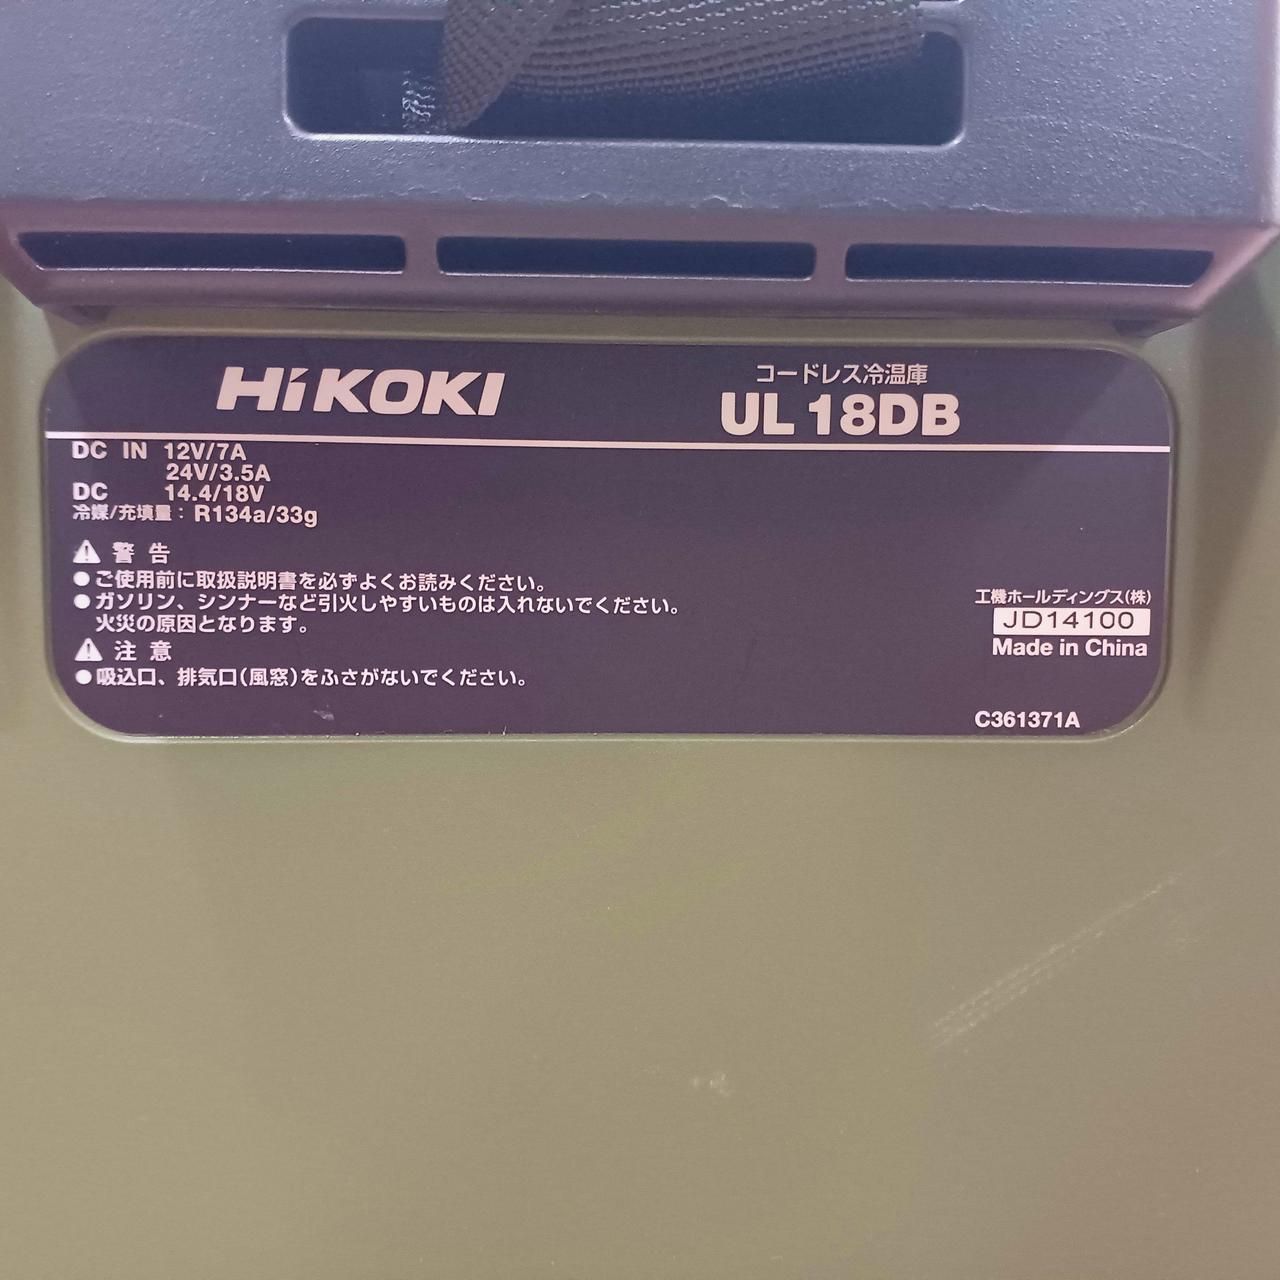 HiKOKI
コードレス冷温庫
UL 18DB
DC IN 12V/7A
24V/3.5A
DC 14.4/18V
冷媒/充填量：R134a/33g
⚠ 警告
●ご使用前に取扱説明書を必ずよくお読みください。
●ガソリン、シンナーなど引火しやすいものは入れないでください。
火災の原因となります。
⚠ 注意
●吸込口、排気口(風窓)をふさがないでください。
工機ホールディングス(株)
JD14100
Made in China
C361371A